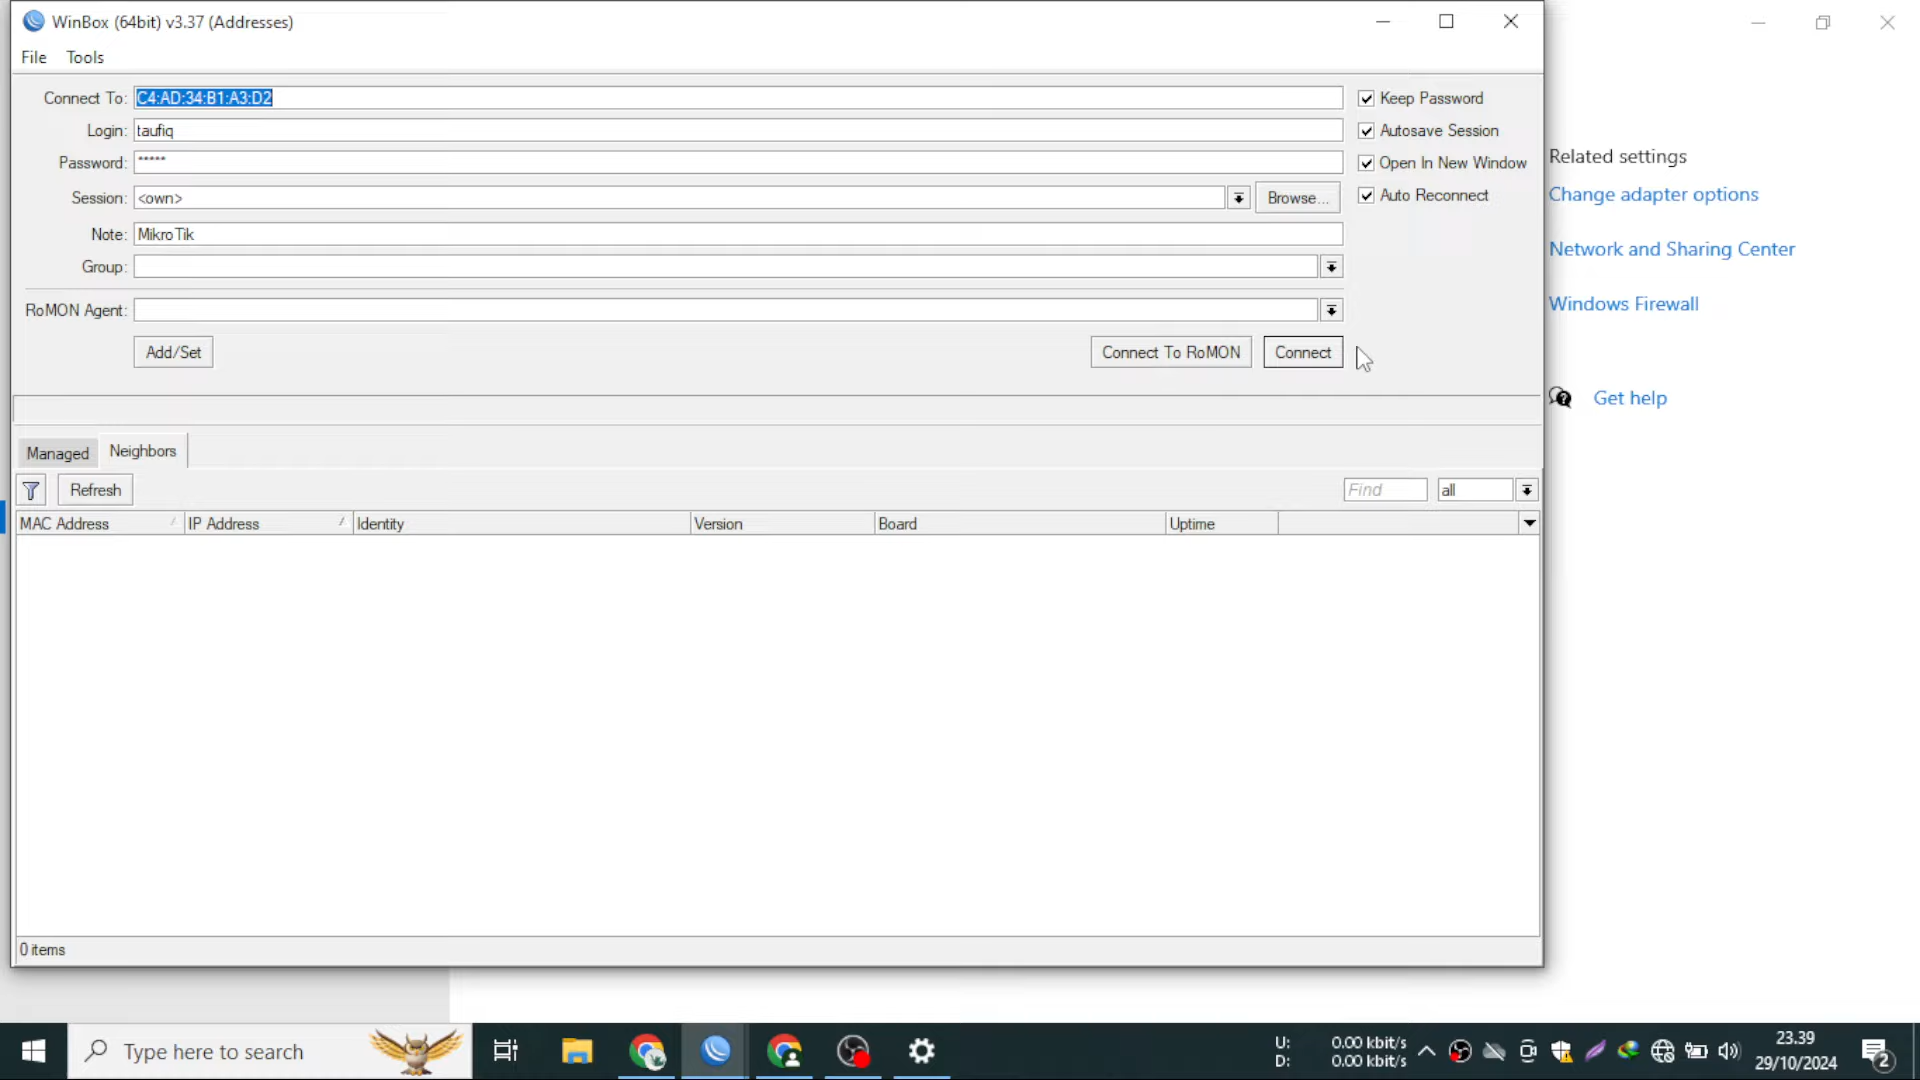 WinBox (64bit) v3.37 (Addresses)
File Tools
Connect To: C4:AD:34:B1:A3:D2
Keep Password
Login: taufiq
Autosave Session
Password: *****
Open In New Window
Session: <own>
Browse...
Auto Reconnect
Note: MikroTik
Group:
RoMON Agent:
Add/Set
Connect To RoMON
Connect
Related settings
Change adapter options
Network and Sharing Center
Windows Firewall
Get help
Managed Neighbors
Refresh
Find
all
MAC Address IP Address Identity Version Board Uptime
0 items
Type here to search
U: 0.00 kbit/s
D: 0.00 kbit/s
23.39
29/10/2024
2